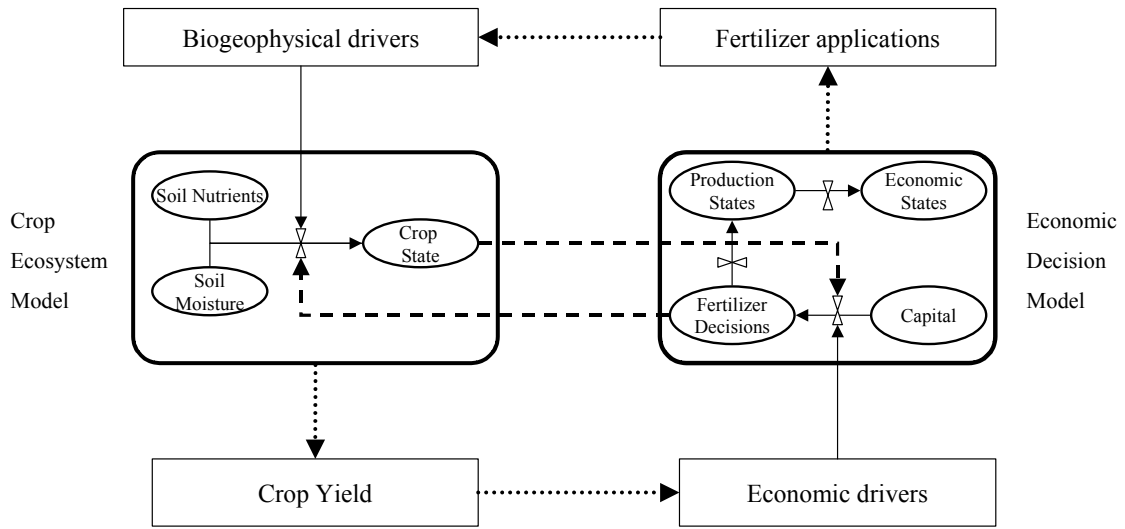 Biogeophysical drivers
Fertilizer applications
Crop
Ecosystem
Model
Soil Nutrients
Soil
Moisture
Crop
State
Production
States
Economic
States
Fertilizer
Decisions
Capital
Economic
Decision
Model
Crop Yield
Economic drivers